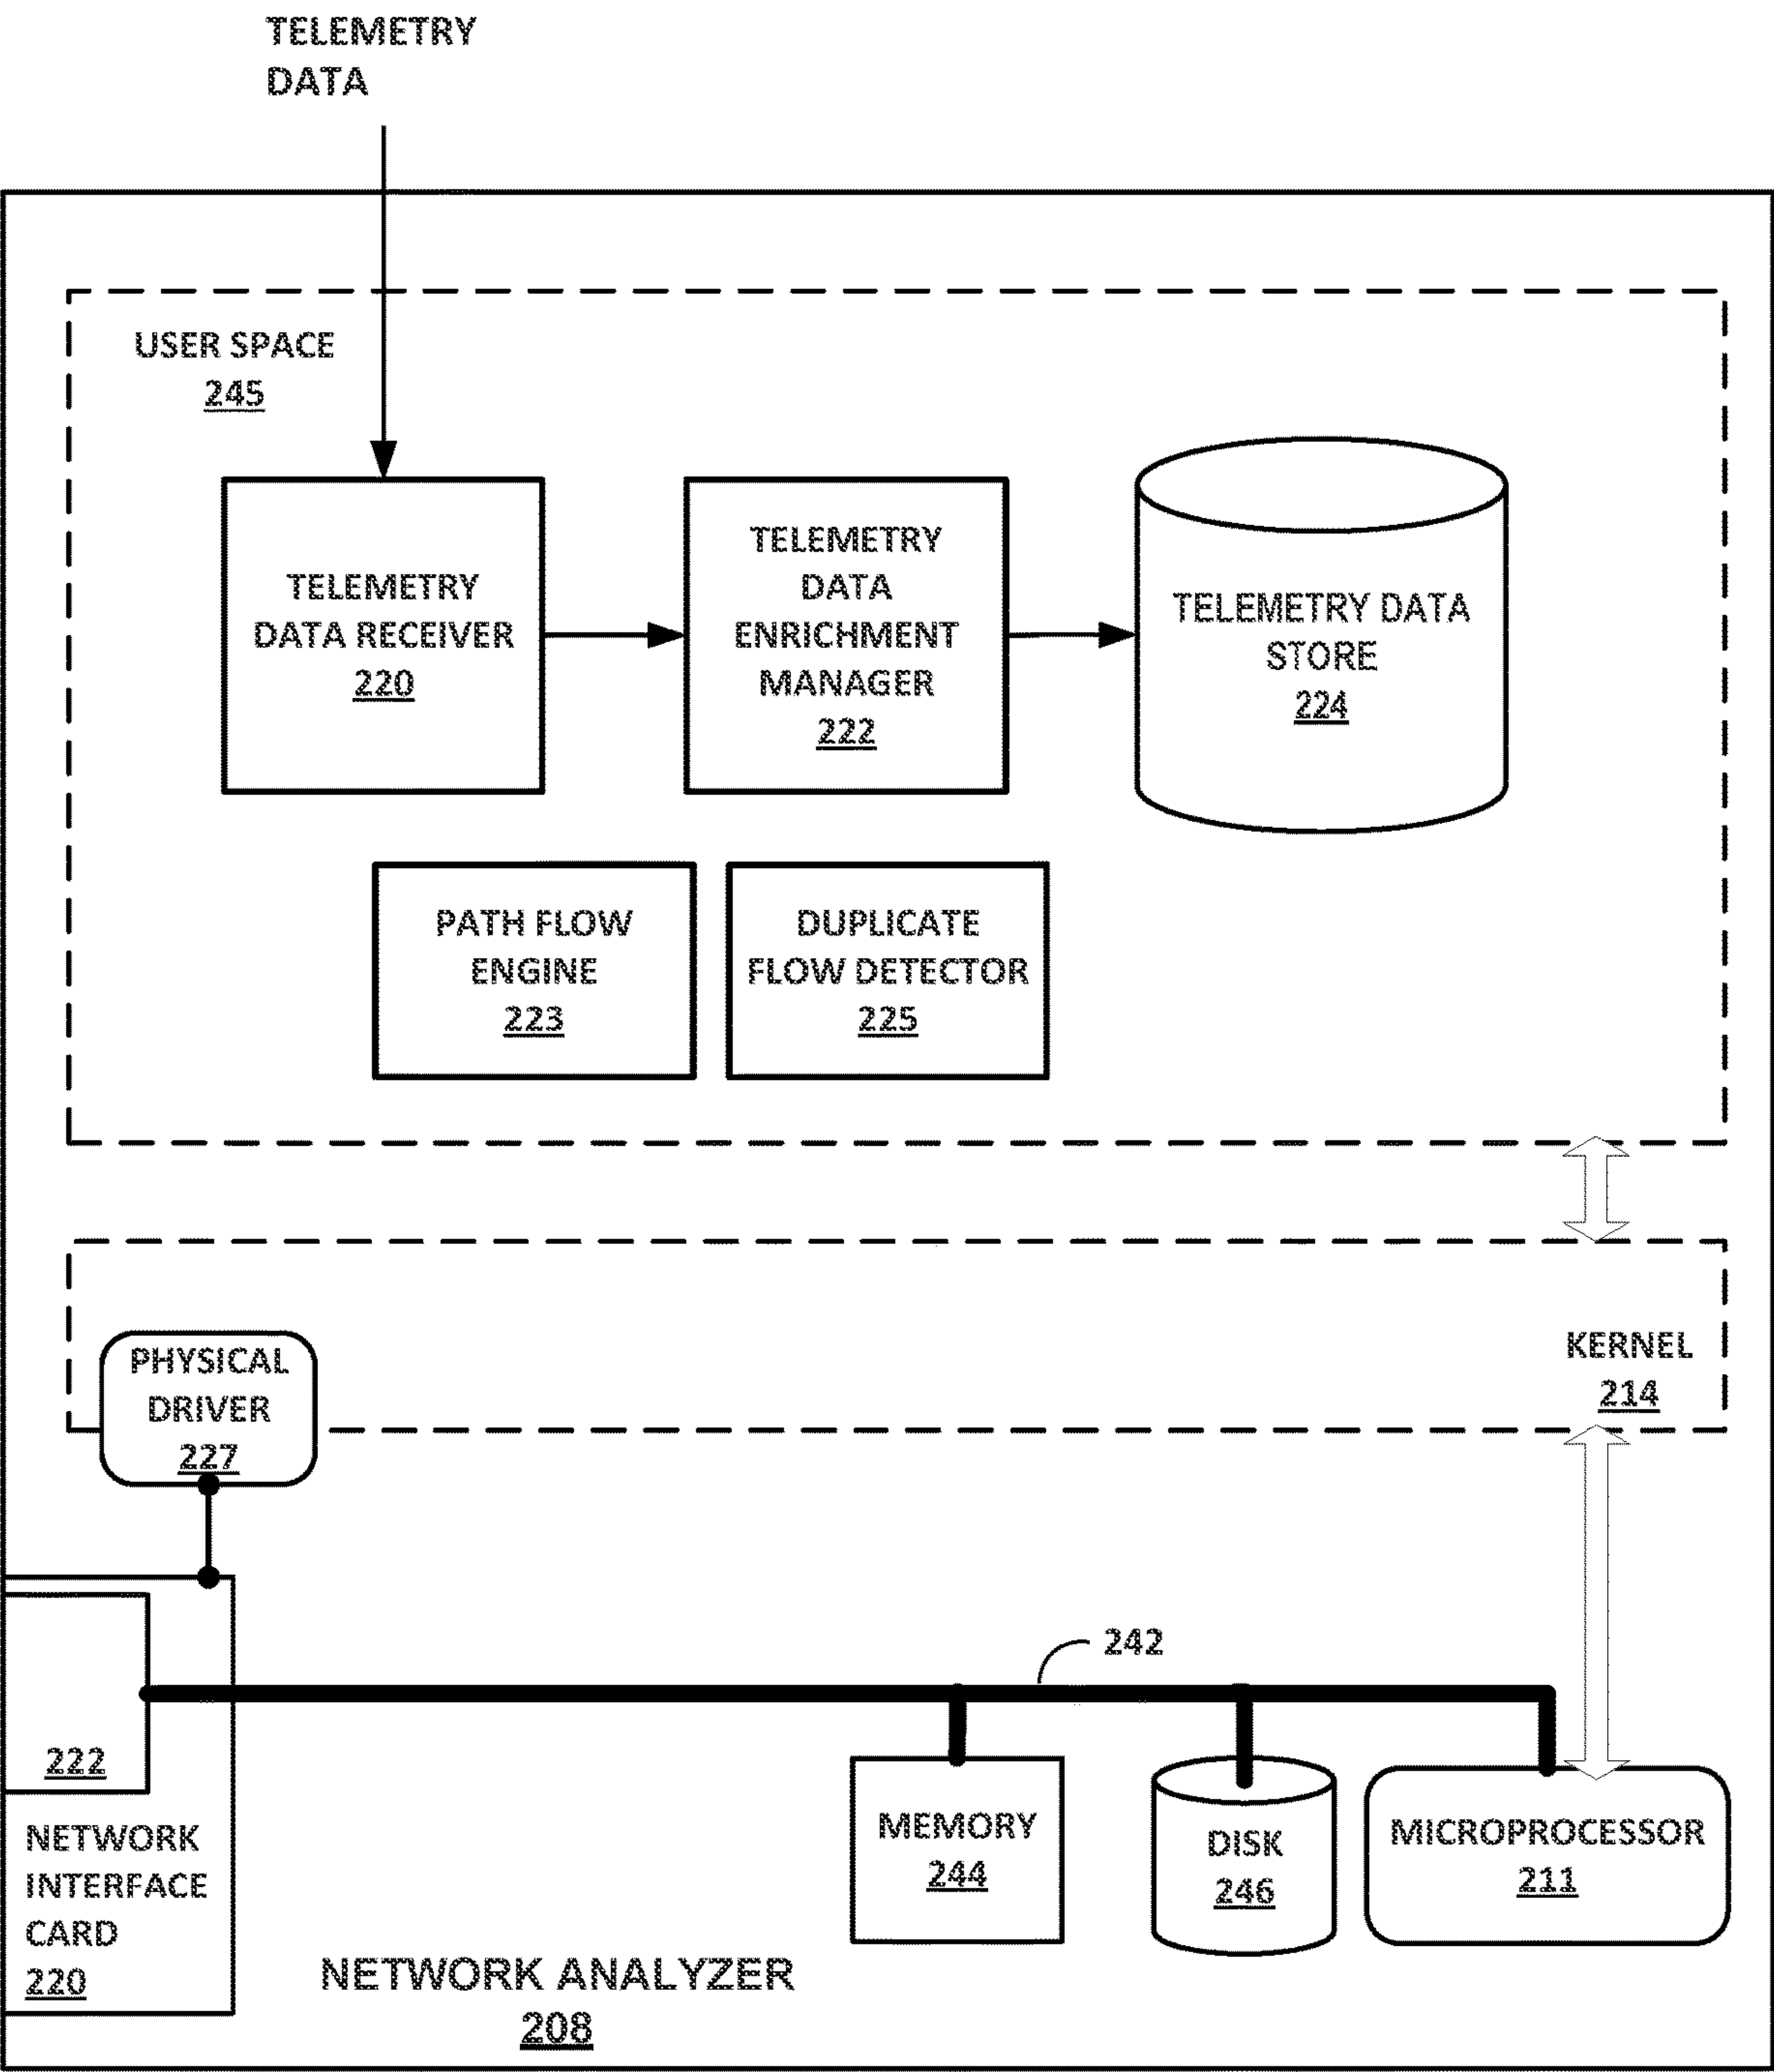 TELEMETRY
DATA
USER SPACE
245
TELEMETRY
DATA RECEIVER
220
TELEMETRY
DATA
ENRICHMENT
MANAGER
222
TELEMETRY DATA
STORE
224
PATH FLOW
ENGINE
223
DUPLICATE
FLOW DETECTOR
225
KERNEL
214
PHYSICAL
DRIVER
227
242
222
NETWORK
INTERFACE
CARD
220
MEMORY
244
DISK
246
MICROPROCESSOR
211
NETWORK ANALYZER
208